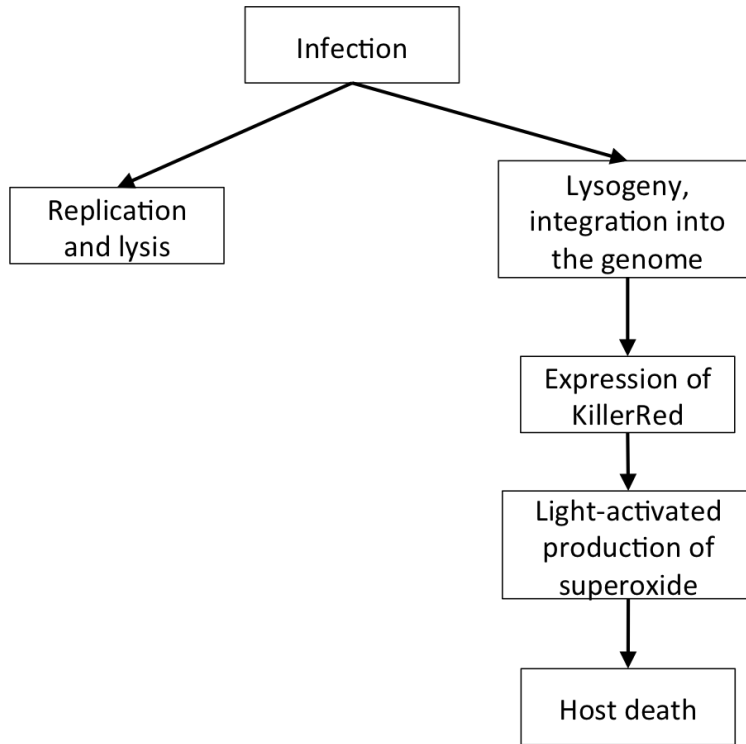 Infection
Replication
and lysis
Lysogeny,
integration into
the genome
Expression of
KillerRed
Light-activated
production of
superoxide
Host death